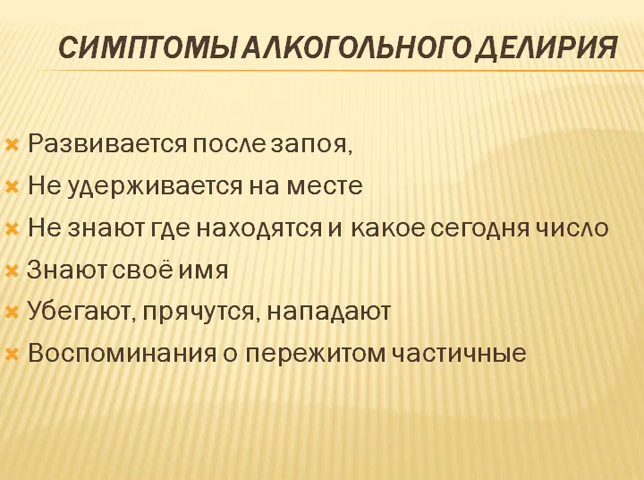 СИМПТОМЫ АЛКОГОЛЬНОГО ДЕЛИРИЯ
Развивается после запоя,
Не удерживается на месте
Не знают где находятся и какое сегодня число
Знают своё имя
Убегают, прячутся, нападают
Воспоминания о пережитом частичные